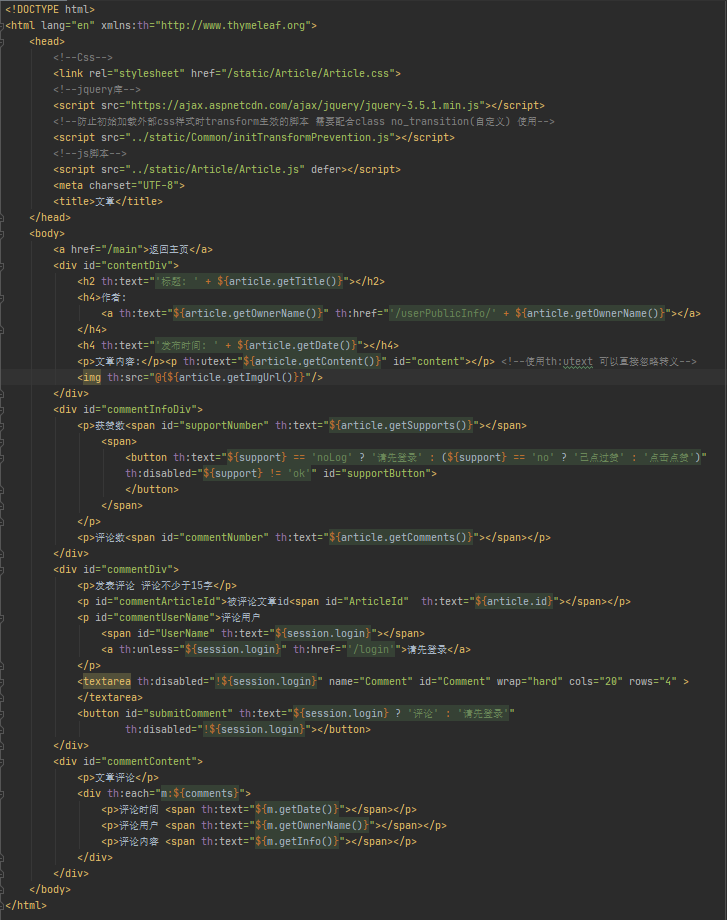 <!DOCTYPE html>
<html lang="en" xmlns:th="http://www.thymeleaf.org">
<head>
<!--Css-->
<link rel="stylesheet" href="/static/Article/Article.css">
<!--jquery库-->
<script src="https://ajax.aspnetcdn.com/ajax/jquery/jquery-3.5.1.min.js"></script>
<!--防止初始加载外部css样式时transform生效的脚本 需要配合class no_transition(自定义) 使用-->
<script src="../static/Common/initTransformPrevention.js"></script>
<!--js脚本-->
<script src="../static/Article/Article.js" defer></script>
<meta charset="UTF-8">
<title>文章</title>
</head>
<body>
<a href="/main">返回主页</a>
<div id="contentDiv">
<h2 th:text="'标题: ' + ${article.getTitle()}"></h2>
<h4>作者:
<a th:text="${article.getOwnerName()}" th:href="'/userPublicInfo/' + ${article.getOwnerName()}"></a>
</h4>
<h4 th:text="'发布时间: ' + ${article.getDate()}"></h4>
<p>文章内容:</p><p th:utext="${article.getContent()}" id="content"></p> <!--使用th:utext 可以直接忽略转义-->
<img th:src="@{${article.getImgUrl()}}"/>
</div>
<div id="commentInfoDiv">
<p>获赞数<span id="supportNumber" th:text="${article.getSupports()}"></span>
<span>
<button th:text="${support} == 'noLog' ? '请先登录' : (${support} == 'no' ? '已点过赞' : '点击点赞')"
th:disabled="${support} != 'ok'" id="supportButton">
</button>
</span>
</p>
<p>评论数<span id="commentNumber" th:text="${article.getComments()}"></span></p>
</div>
<div id="commentDiv">
<p>发表评论 评论不少于15字</p>
<p id="commentArticleId">被评论文章id<span id="ArticleId"  th:text="${article.id}"></span></p>
<p id="commentUserName">评论用户
<span id="UserName" th:text="${session.login}"></span>
<a th:unless="${session.login}" th:href="'/login'">请先登录</a>
</p>
<textarea th:disabled="!${session.login}" name="Comment" id="Comment" wrap="hard" cols="20" rows="4" >
</textarea>
<button id="submitComment" th:text="${session.login} ? '评论' : '请先登录'"
th:disabled="!${session.login}"></button>
</div>
<div id="commentContent">
<p>文章评论</p>
<div th:each="m:${comments}">
<p>评论时间 <span th:text="${m.getDate()}"></span></p>
<p>评论用户 <span th:text="${m.getOwnerName()}"></span></p>
<p>评论内容 <span th:text="${m.getInfo()}"></span></p>
</div>
</div>
</body>
</html>